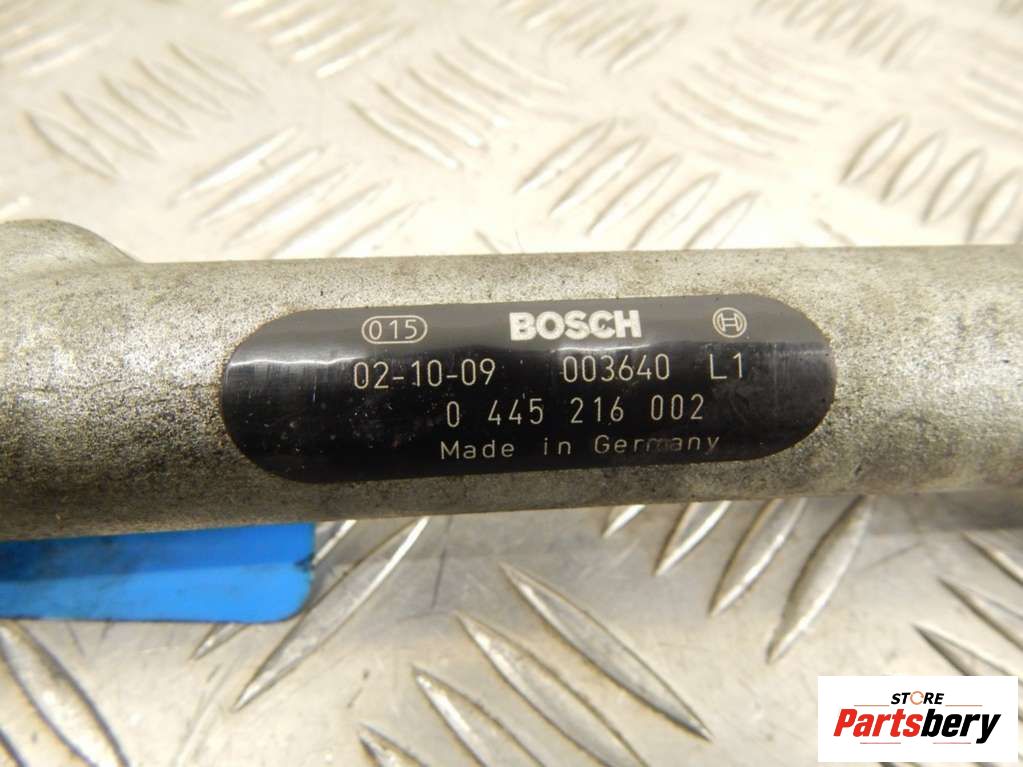 015 BOSCH H
02-10-09 003640 L1
0 445 216 002
Made in Germany
STORE
Partsbery